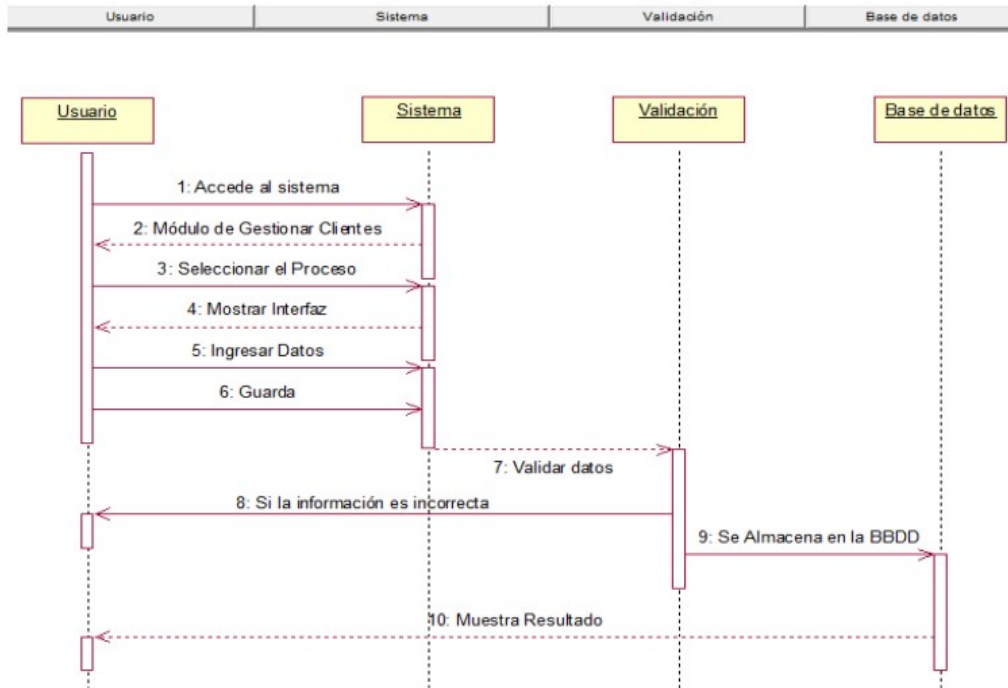 Usuario
Sistema
Validación
Base de datos
Usuario
Sistema
Validación
Base de datos
1: Accede al sistema
2: Módulo de Gestionar Clientes
3: Seleccionar el Proceso
4: Mostrar Interfaz
5: Ingresar Datos
6: Guarda
7: Validar datos
8: Si la información es incorrecta
9: Se Almacena en la BBDD
10: Muestra Resultado